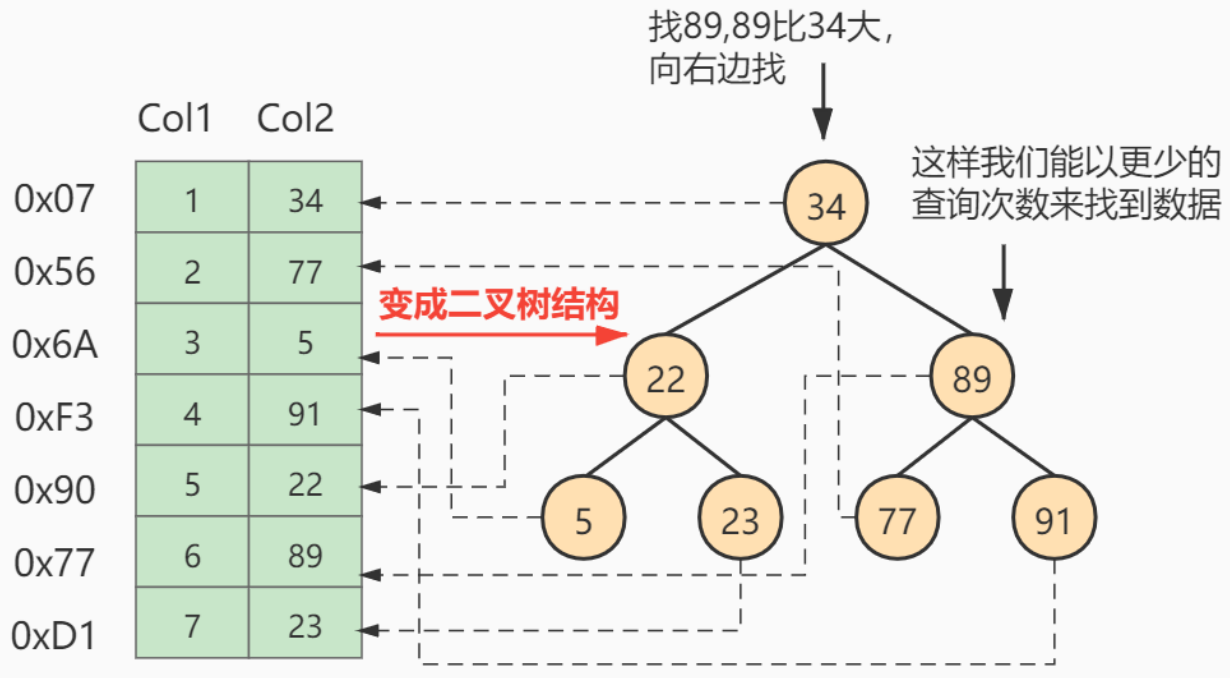 找89,89比34大，
向右边找
Col1 Col2
这样我们能以更少的
查询次数来找到数据
0x07 1 34
34
0x56 2 77
变成二叉树结构
0x6A 3 5
22 89
0xF3 4 91
0x90 5 22
5 23 77 91
0x77 6 89
0xD1 7 23